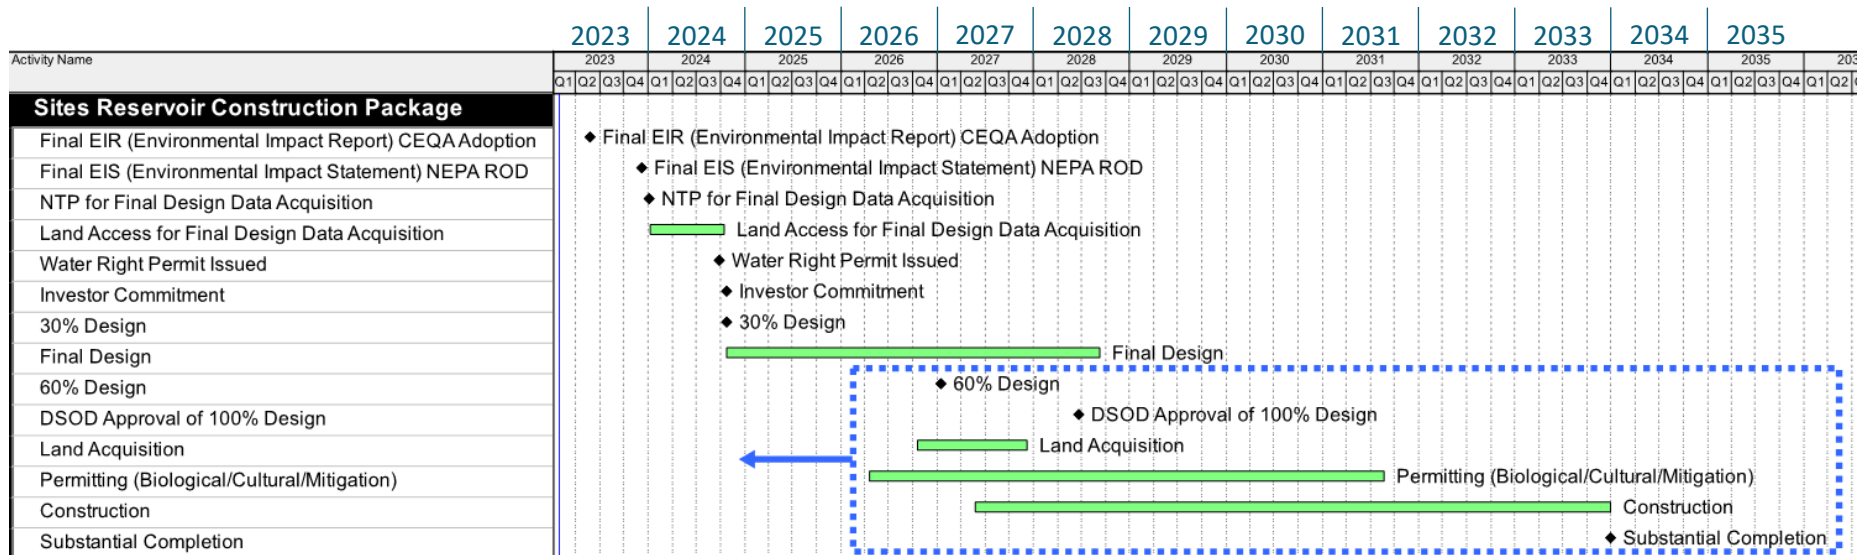 2023 2024 2025 2026 2027 2028 2029 2030 2031 2032 2033 2034 2035
Activity Name 2023 2024 2025 2026 2027 2028 2029 2030 2031 2032 2033 2034 2035
Q1 Q2 Q3 Q4 Q1 Q2 Q3 Q4 Q1 Q2 Q3 Q4 Q1 Q2 Q3 Q4 Q1 Q2 Q3 Q4 Q1 Q2 Q3 Q4 Q1 Q2 Q3 Q4 Q1 Q2 Q3 Q4 Q1 Q2 Q3 Q4 Q1 Q2 Q3 Q4 Q1 Q2 Q3 Q4 Q1 Q2 Q3 Q4 Q1 Q2 Q3 Q4 Q1 Q2
Sites Reservoir Construction Package
Final EIR (Environmental Impact Report) CEQA Adoption Final EIR (Environmental Impact Report) CEQA Adoption
Final EIS (Environmental Impact Statement) NEPA ROD Final EIS (Environmental Impact Statement) NEPA ROD
NTP for Final Design Data Acquisition NTP for Final Design Data Acquisition
Land Access for Final Design Data Acquisition Land Access for Final Design Data Acquisition
Water Right Permit Issued Water Right Permit Issued
Investor Commitment Investor Commitment
30% Design 30% Design
Final Design Final Design
60% Design 60% Design
DSOD Approval of 100% Design DSOD Approval of 100% Design
Land Acquisition Land Acquisition
Permitting (Biological/Cultural/Mitigation) Permitting (Biological/Cultural/Mitigation)
Construction Construction
Substantial Completion Substantial Completion